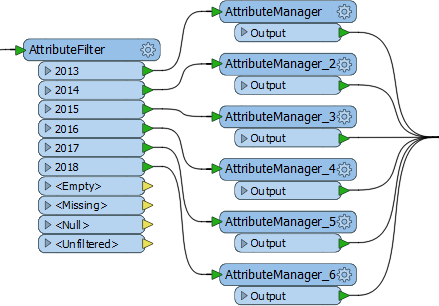 AttributeFilter
2013
2014
2015
2016
2017
2018
<Empty>
<Missing>
<Null>
<Unfiltered>
AttributeManager
Output
AttributeManager_2
Output
AttributeManager_3
Output
AttributeManager_4
Output
AttributeManager_5
Output
AttributeManager_6
Output